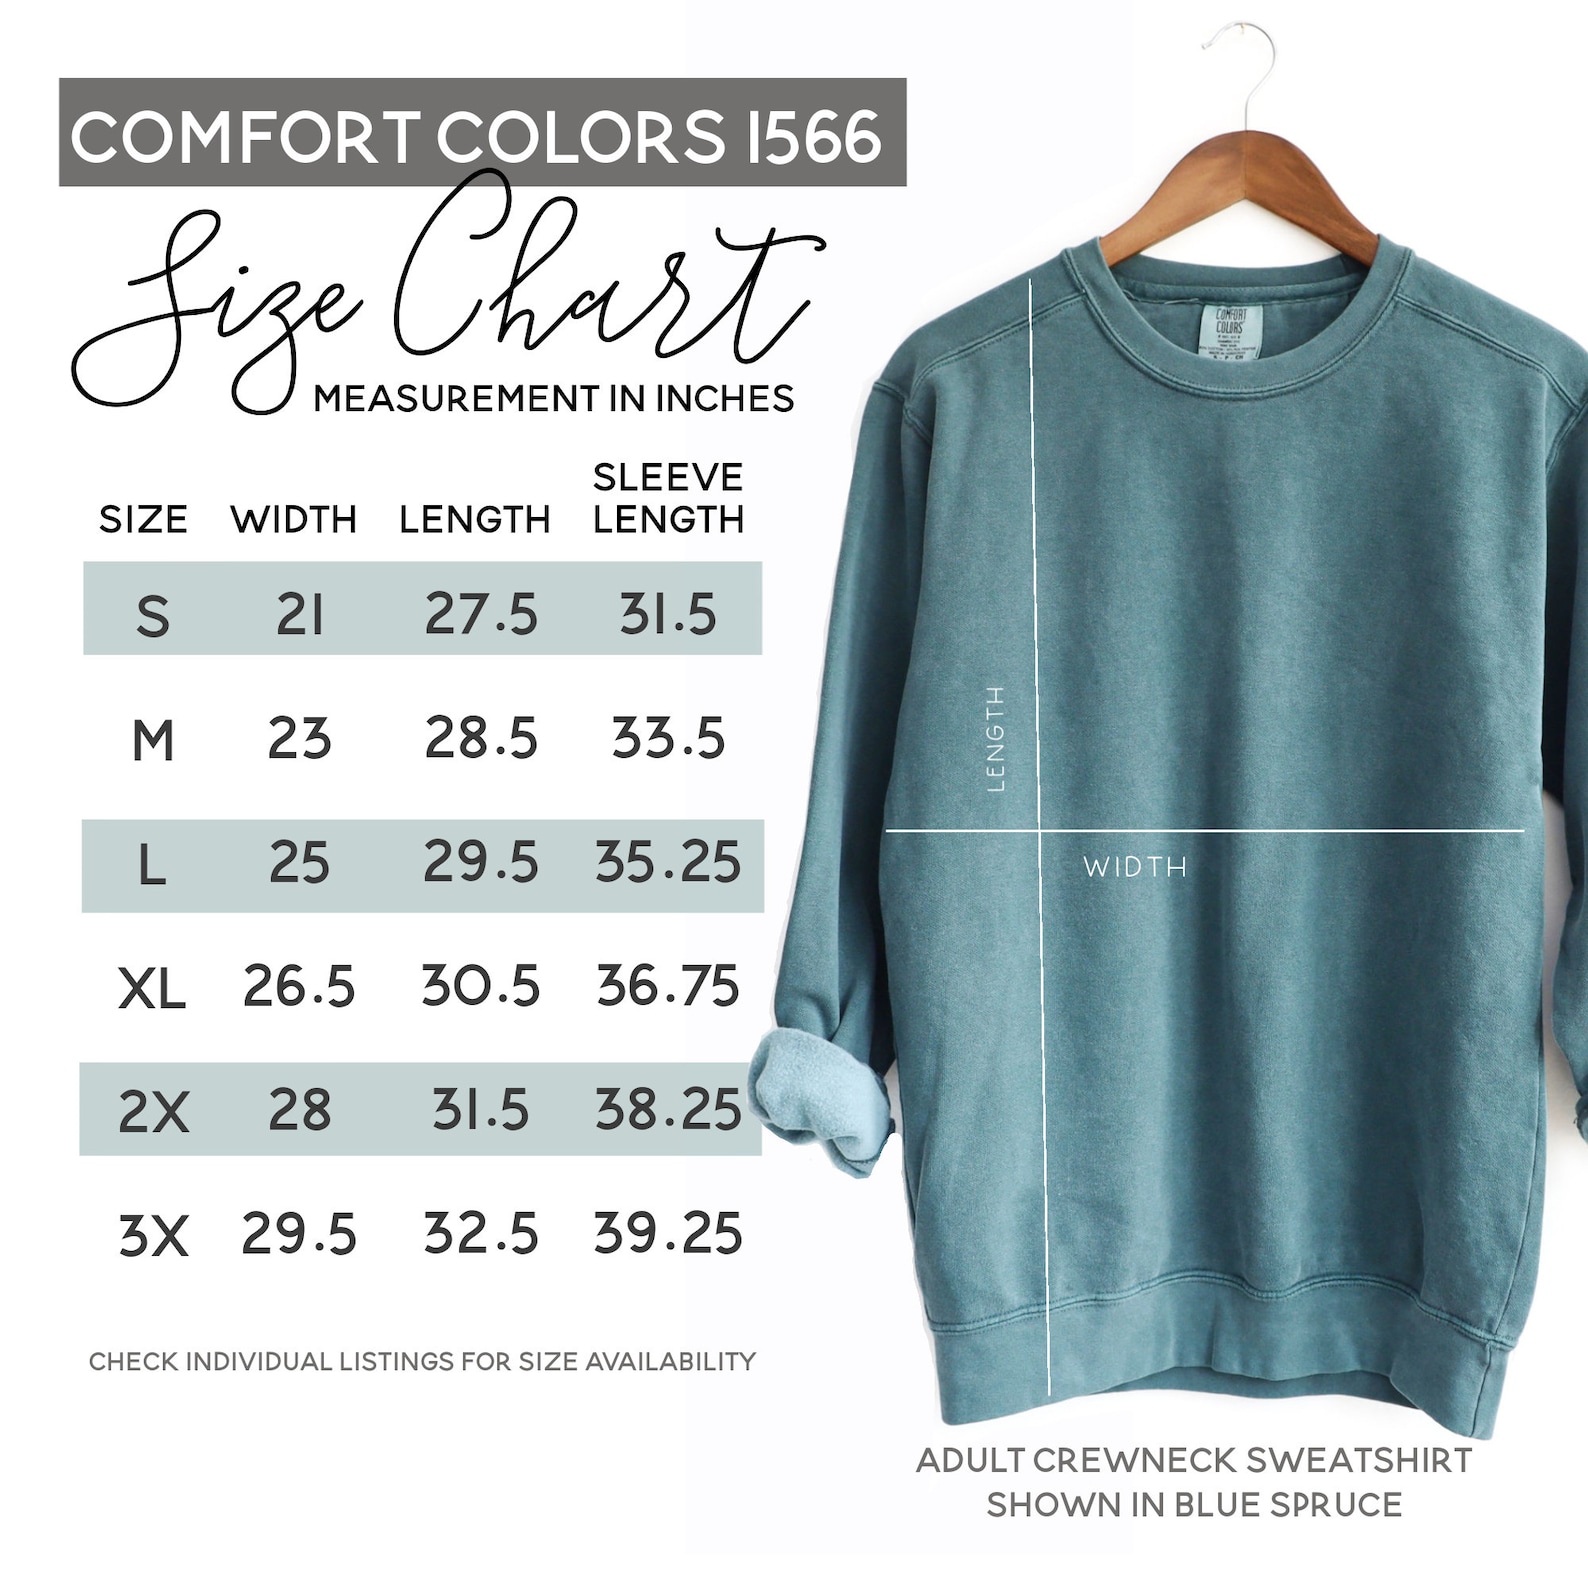 COMFORT COLORS 1566
Size Chart
MEASUREMENT IN INCHES
SIZE WIDTH LENGTH SLEEVE LENGTH
S 21 27.5 31.5
M 23 28.5 33.5
L 25 29.5 35.25
XL 26.5 30.5 36.75
2X 28 31.5 38.25
3X 29.5 32.5 39.25
CHECK INDIVIDUAL LISTINGS FOR SIZE AVAILABILITY
COMFORT
COLORS
LENGTH
WIDTH
ADULT CREWNECK SWEATSHIRT
SHOWN IN BLUE SPRUCE